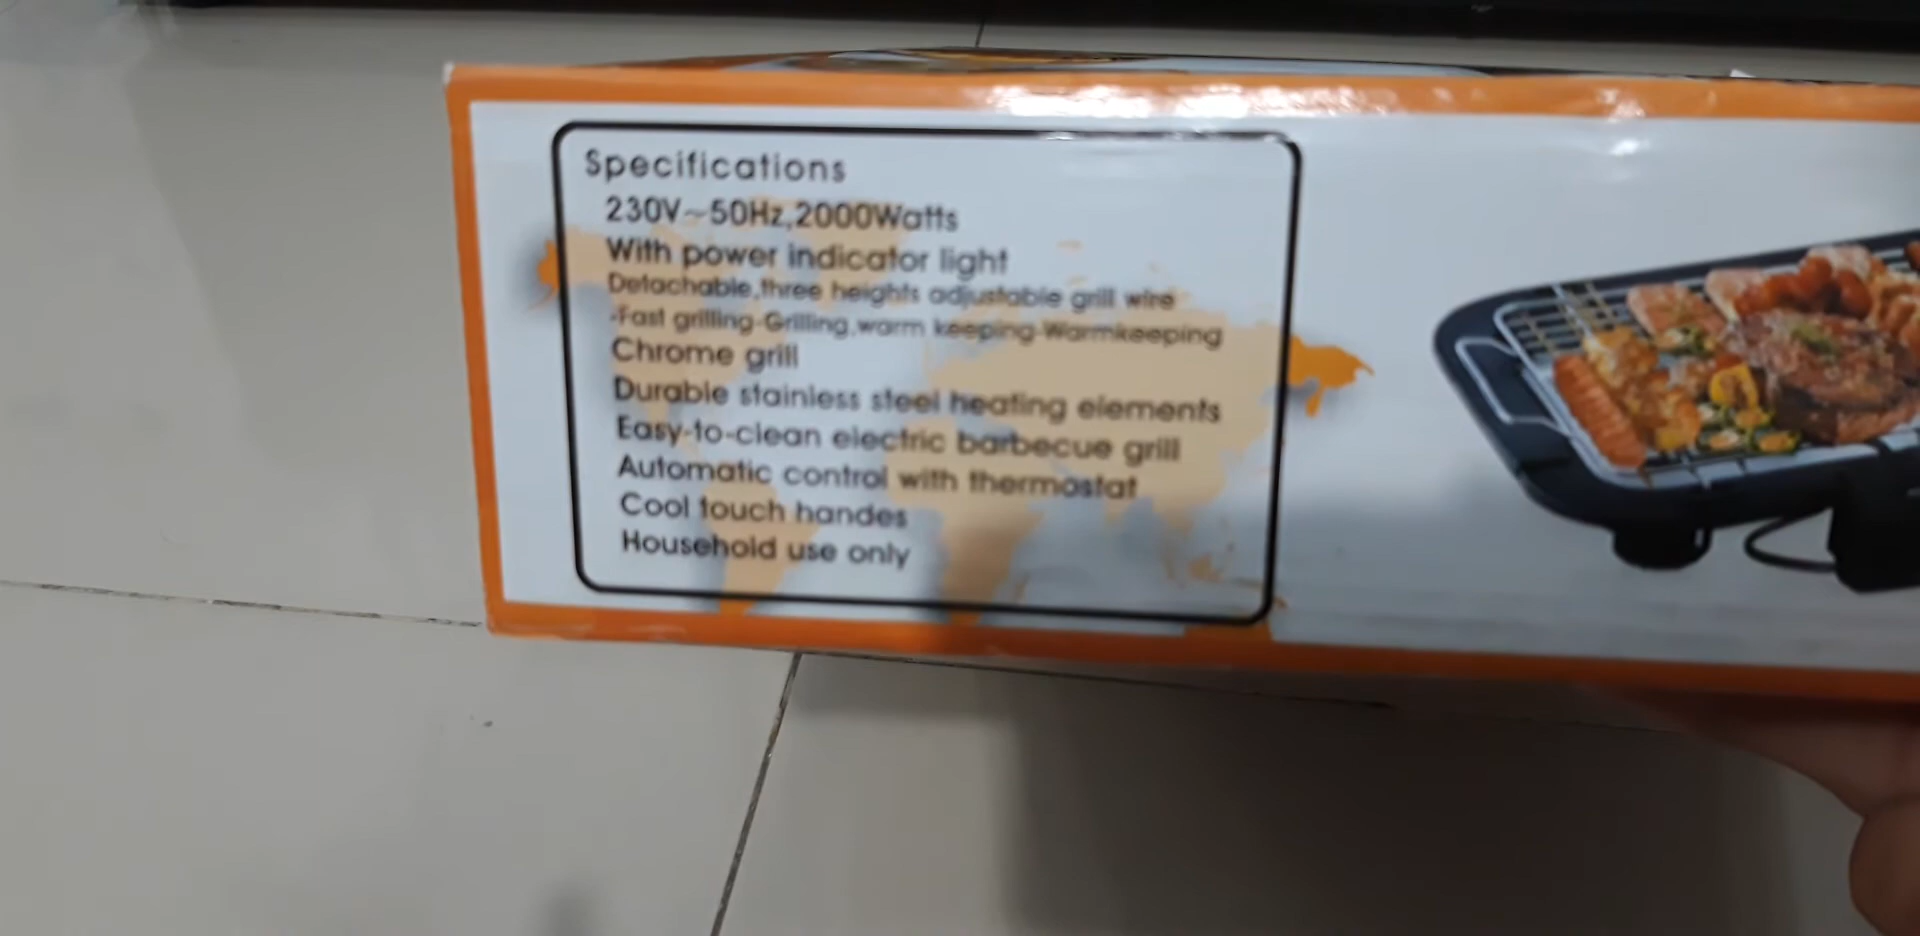 Specifications
230V~50Hz,2000Watts
With power indicator light
Detachable,three heights adjustable grill wire
-Fast grilling-Grilling,warm keeping-Warmkeeping
Chrome grill
Durable stainless steel heating elements
Easy-to-clean electric barbecue grill
Automatic control with thermostat
Cool touch handes
Household use only